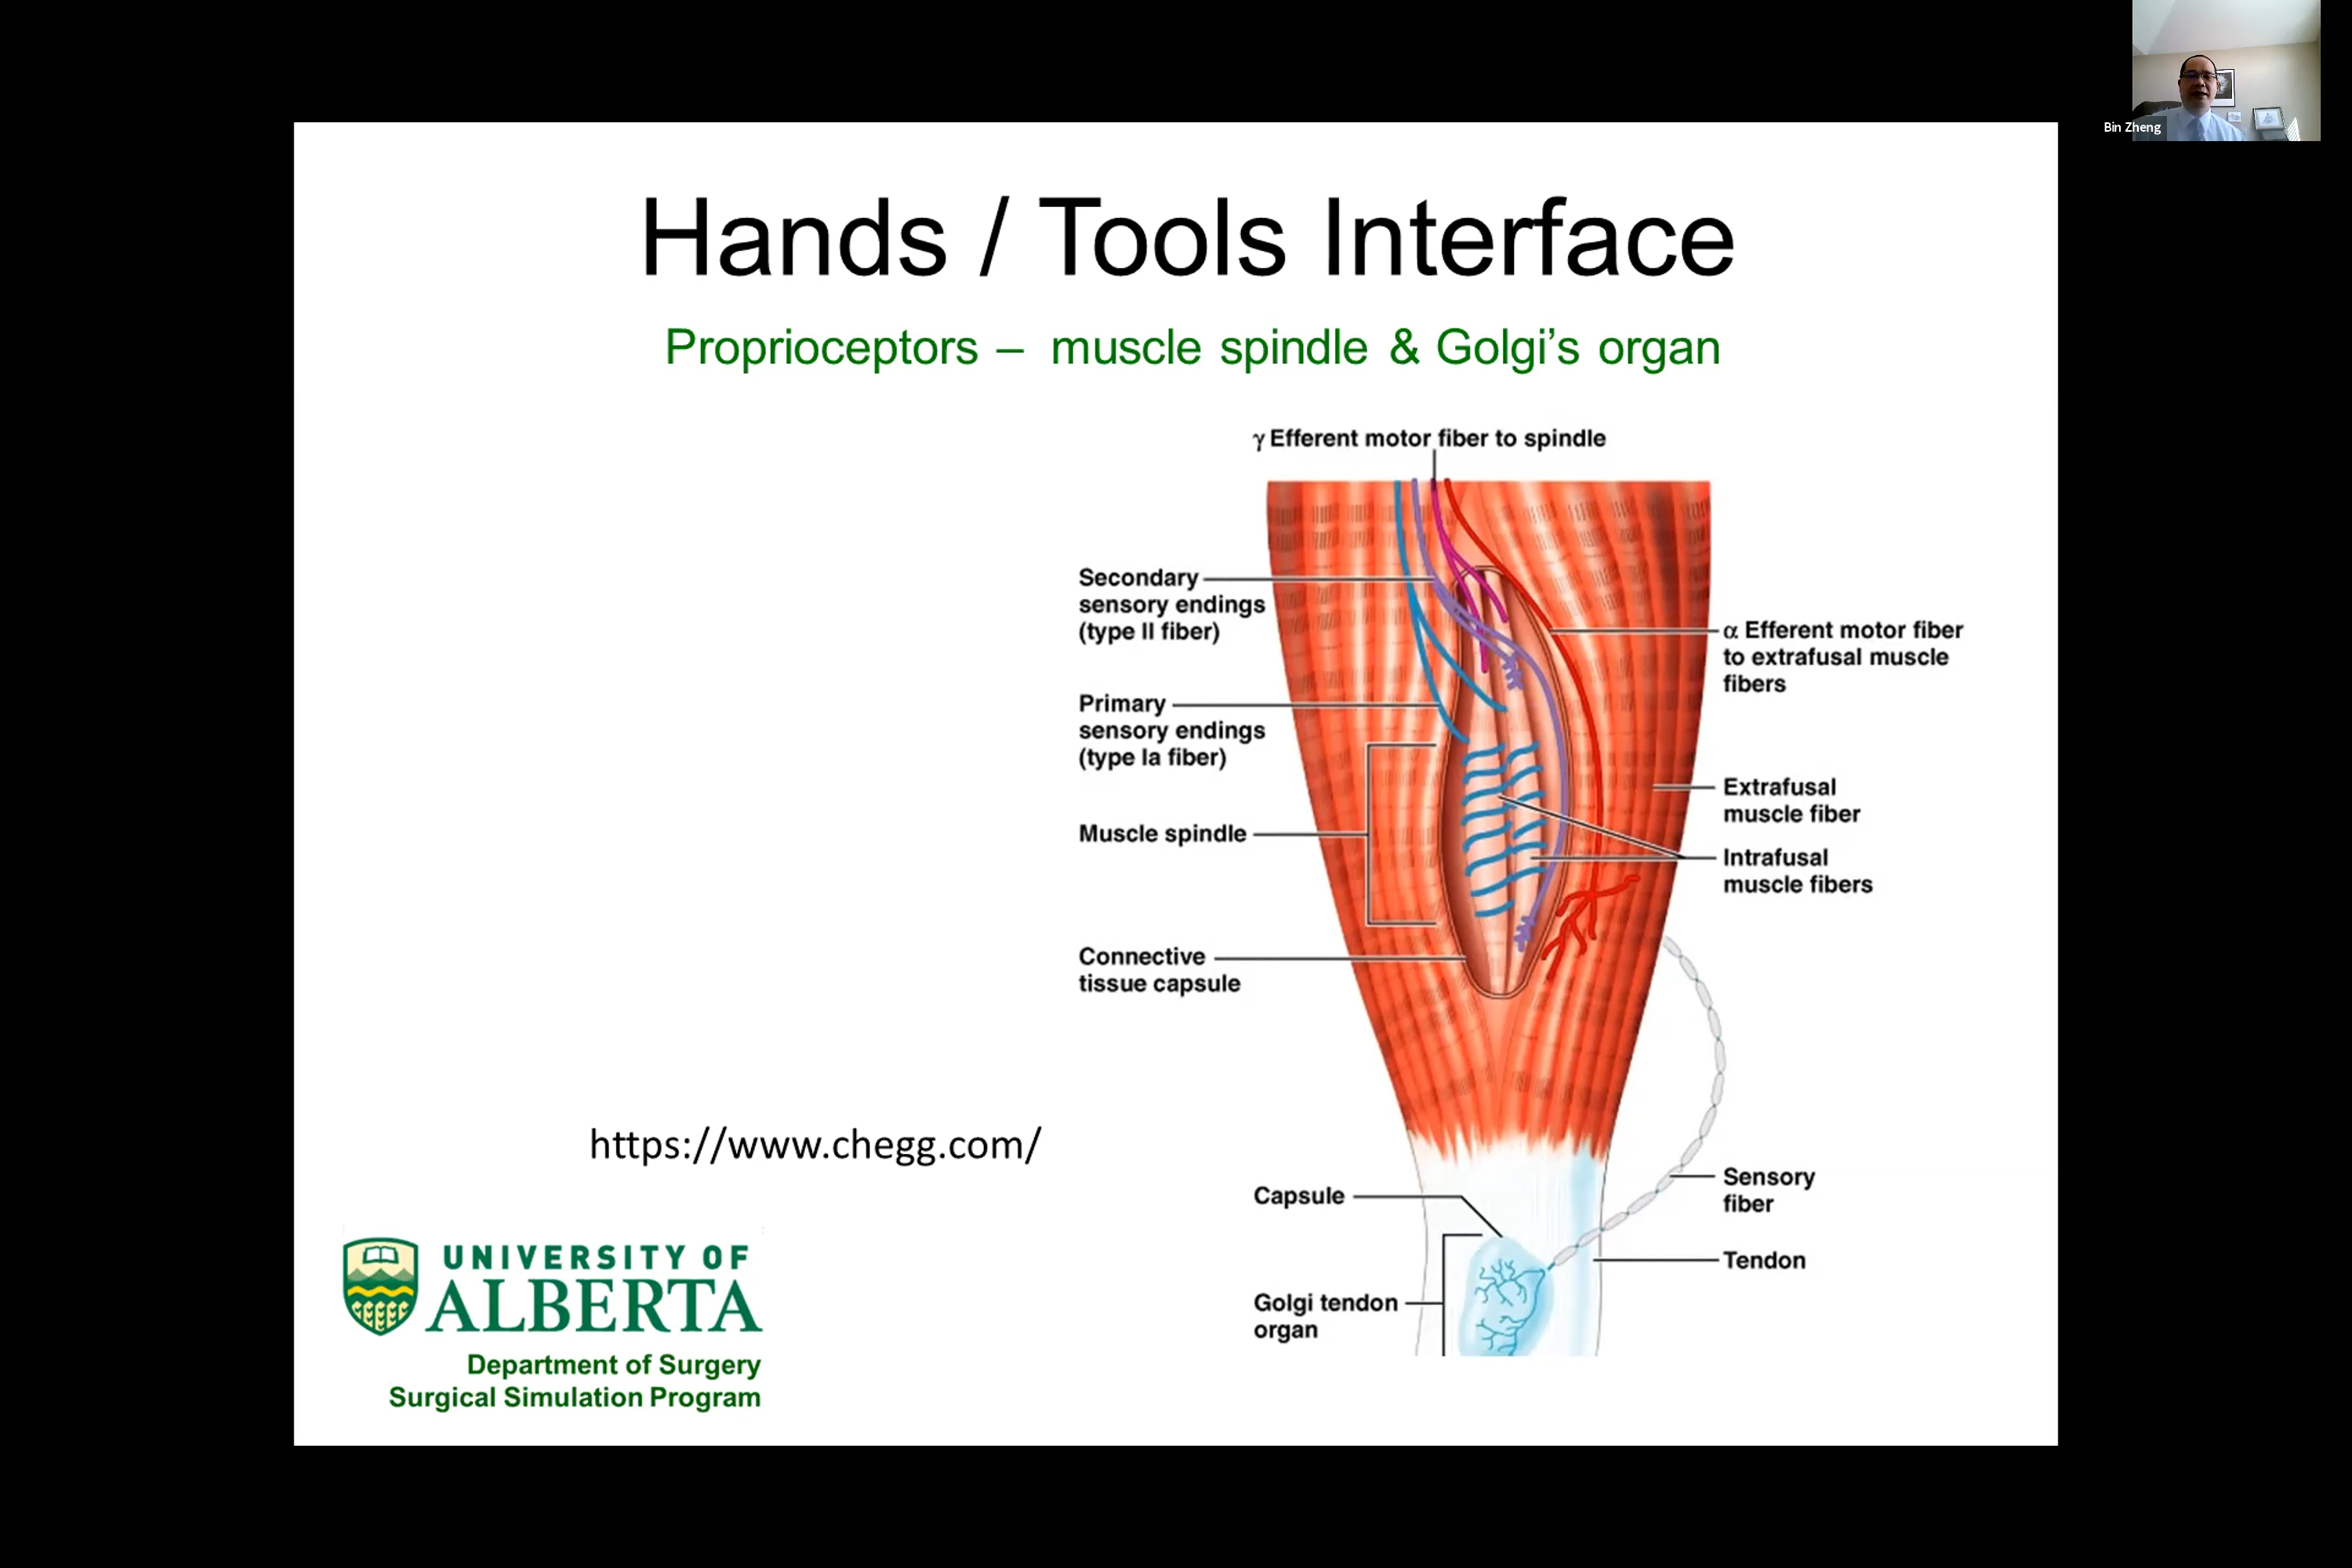 Bin Zheng
Hands / Tools Interface
Proprioceptors – muscle spindle & Golgi’s organ
γ Efferent motor fiber to spindle
Secondary
sensory endings
(type II fiber)
α Efferent motor fiber
to extrafusal muscle
fibers
Primary
sensory endings
(type Ia fiber)
Extrafusal
muscle fiber
Muscle spindle
Intrafusal
muscle fibers
Connective
tissue capsule
https://www.chegg.com/
Capsule
Sensory
fiber
Tendon
Golgi tendon
organ
UNIVERSITY OF
ALBERTA
Department of Surgery
Surgical Simulation Program